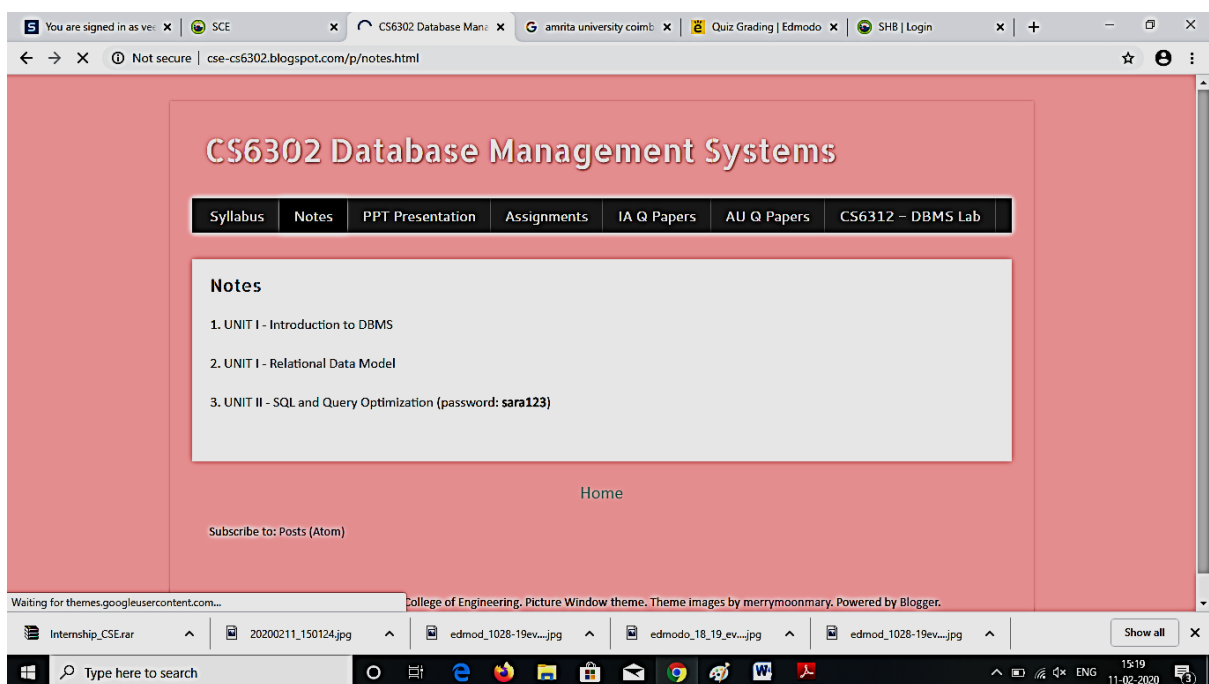 You are signed in as vee
SCE
CS6302 Database Mana
amrita university coimb
Quiz Grading | Edmodo
SHB | Login
Not secure | cse-cs6302.blogspot.com/p/notes.html
CS6302 Database Management Systems
Syllabus Notes PPT Presentation Assignments IA Q Papers AU Q Papers CS6312 – DBMS Lab
Notes
1. UNIT I - Introduction to DBMS
2. UNIT I - Relational Data Model
3. UNIT II - SQL and Query Optimization (password: sara123)
Home
Subscribe to: Posts (Atom)
Waiting for themes.googleusercontent.com...
College of Engineering. Picture Window theme. Theme images by merrymoonmary. Powered by Blogger.
Internship_CSE.rar 20200211_150124.jpg edmod_1028-19ev....jpg edmodo_18_19_ev....jpg edmod_1028-19ev....jpg Show all
Type here to search
ENG
15:19
11-02-2020